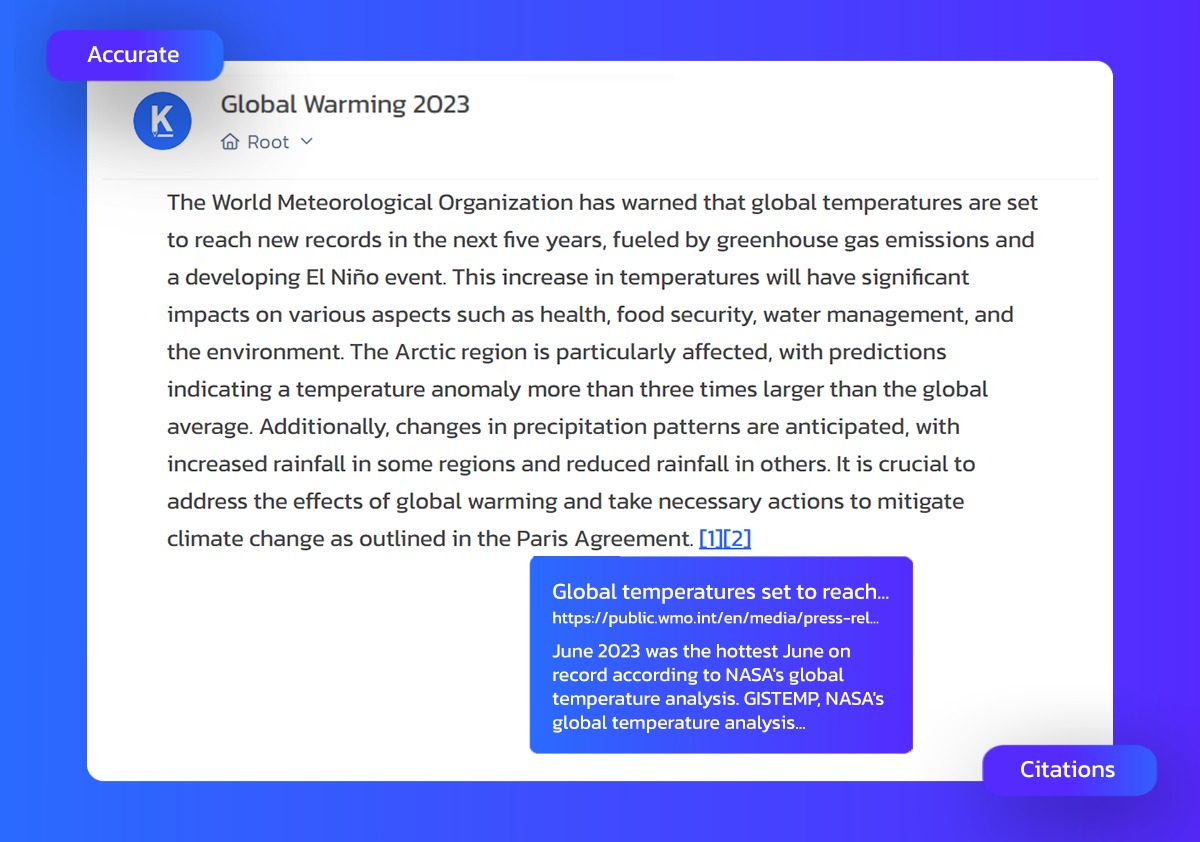 Accurate
K
Global Warming 2023
Root
The World Meteorological Organization has warned that global temperatures are set
to reach new records in the next five years, fueled by greenhouse gas emissions and
a developing El Niño event. This increase in temperatures will have significant
impacts on various aspects such as health, food security, water management, and
the environment. The Arctic region is particularly affected, with predictions
indicating a temperature anomaly more than three times larger than the global
average. Additionally, changes in precipitation patterns are anticipated, with
increased rainfall in some regions and reduced rainfall in others. It is crucial to
address the effects of global warming and take necessary actions to mitigate
climate change as outlined in the Paris Agreement. [1][2]
Global temperatures set to reach...
https://public.wmo.int/en/media/press-rel...
June 2023 was the hottest June on
record according to NASA's global
temperature analysis. GISTEMP, NASA's
global temperature analysis...
Citations